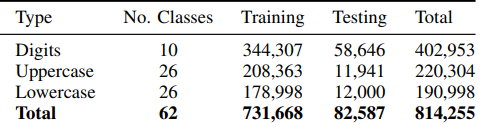 Type No. Classes Training Testing Total
Digits 10 344,307 58,646 402,953
Uppercase 26 208,363 11,941 220,304
Lowercase 26 178,998 12,000 190,998
Total 62 731,668 82,587 814,255